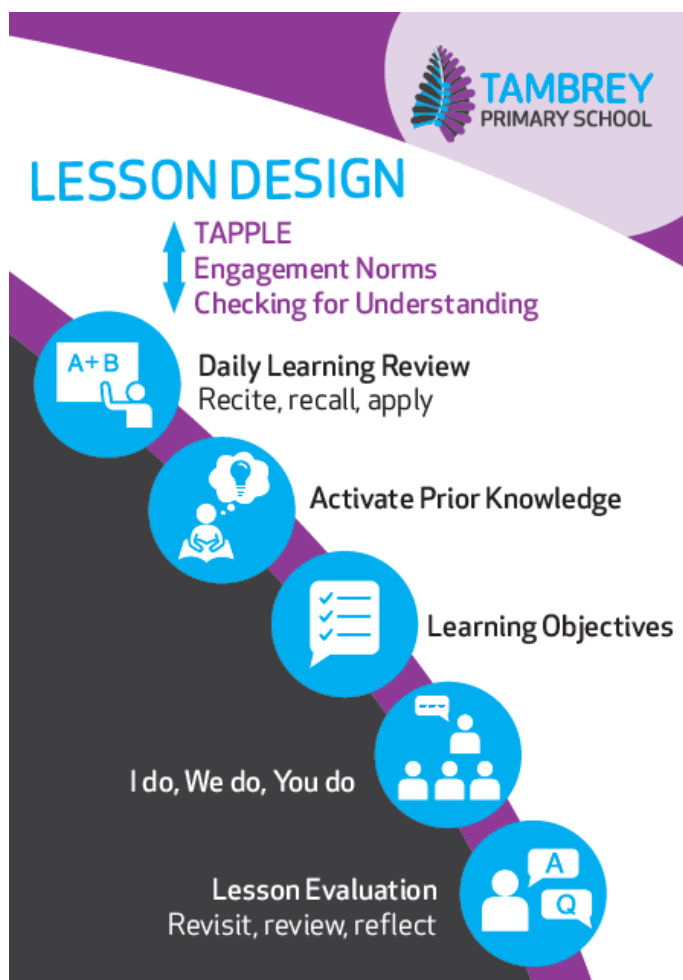 TAMBREY
PRIMARY SCHOOL
LESSON DESIGN
TAPPLE
Engagement Norms
Checking for Understanding
A+B
Daily Learning Review
Recite, recall, apply
Activate Prior Knowledge
Learning Objectives
I do, We do, You do
A
Q
Lesson Evaluation
Revisit, review, reflect